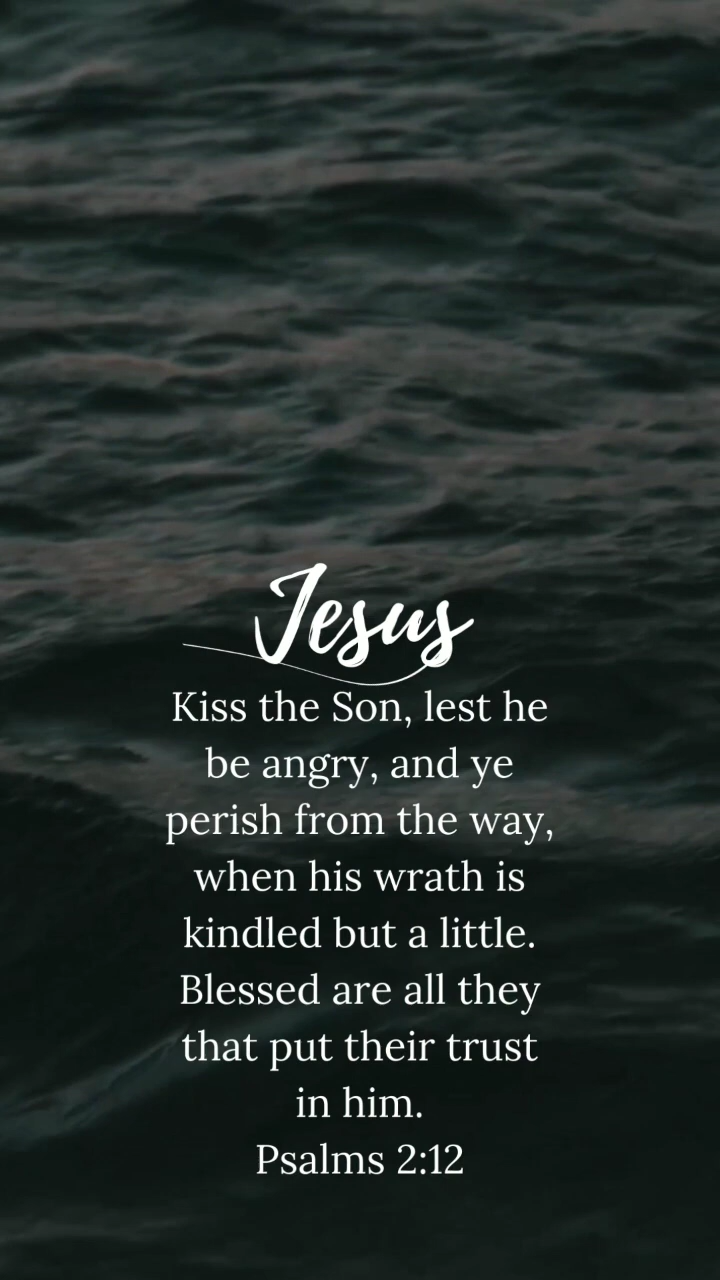 Jesus
Kiss the Son, lest he
be angry, and ye
perish from the way,
when his wrath is
kindled but a little.
Blessed are all they
that put their trust
in him.
Psalms 2:12